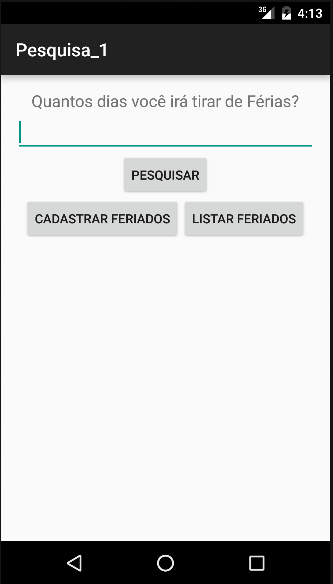 3G 4:13
Pesquisa_1
Quantos dias você irá tirar de Férias?
PESQUISAR
CADASTRAR FERIADOS LISTAR FERIADOS